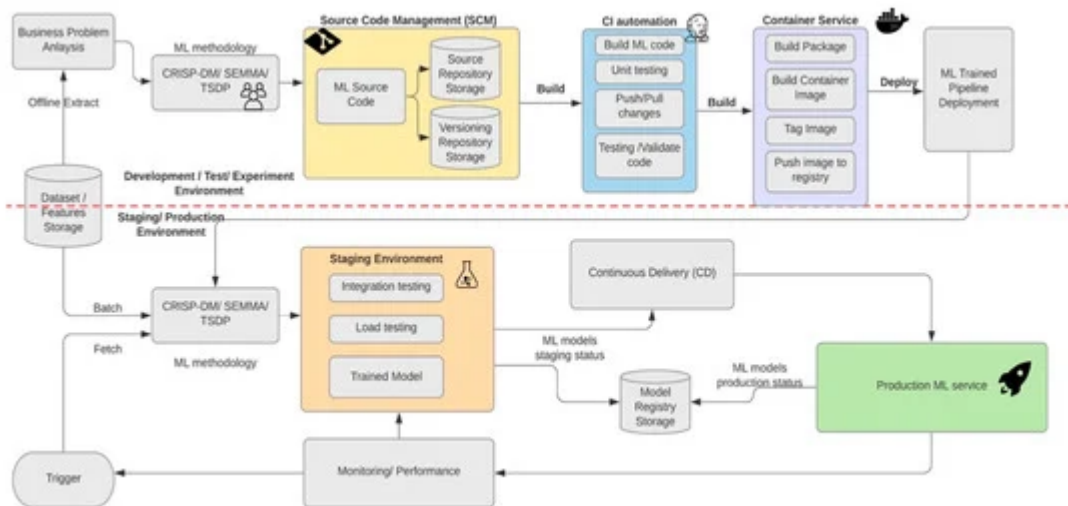 Source Code Management (SCM)
CI automation
Container Service
Business Problem
Anlaysis
ML methodology
CRISP-DM/ SEMMA/
TSDP
Offline Extract
ML Source
Code
Source
Repository
Storage
Versioning
Repository
Storage
Build
Build ML code
Unit testing
Push/Pull
changes
Testing /Validate
code
Build
Build Package
Build Container
Image
Tag Image
Push image to
registry
Deploy
ML Trained
Pipeline
Deployment
Development / Test/ Experiment
Environment
Dataset /
Features
Storage
Staging/ Production
Environment
Staging Environment
Integration testing
Load testing
Trained Model
Continuous Delivery (CD)
Batch
CRISP-DM/ SEMMA/
TSDP
Fetch
ML methodology
ML models
staging status
Model
Registry
Storage
ML models
production status
Production ML service
Trigger
Monitoring/ Performance